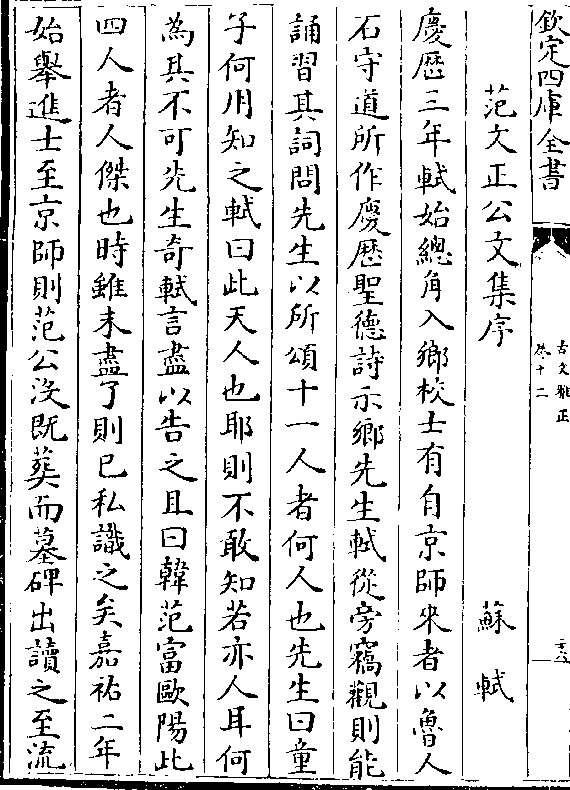 欽定四庫全書
古文雅正
卷十二
范文正公文集序
蘇軾
慶歴三年軾始總角入鄉校士有自京師來者以魯人
石守道所作慶歴聖德詩示鄉先生軾從旁竊觀則能
誦習其詞問先生以所頌十一人者何人也先生曰童
子何用知之軾曰此天人也耶則不敢知若亦人耳何
為其不可先生奇軾言盡以告之且曰韓范富歐陽此
四人者人傑也時雖未盡了則已私識之矣嘉祐二年
始舉進士至京師則范公沒既葬而墓碑出讀之至流